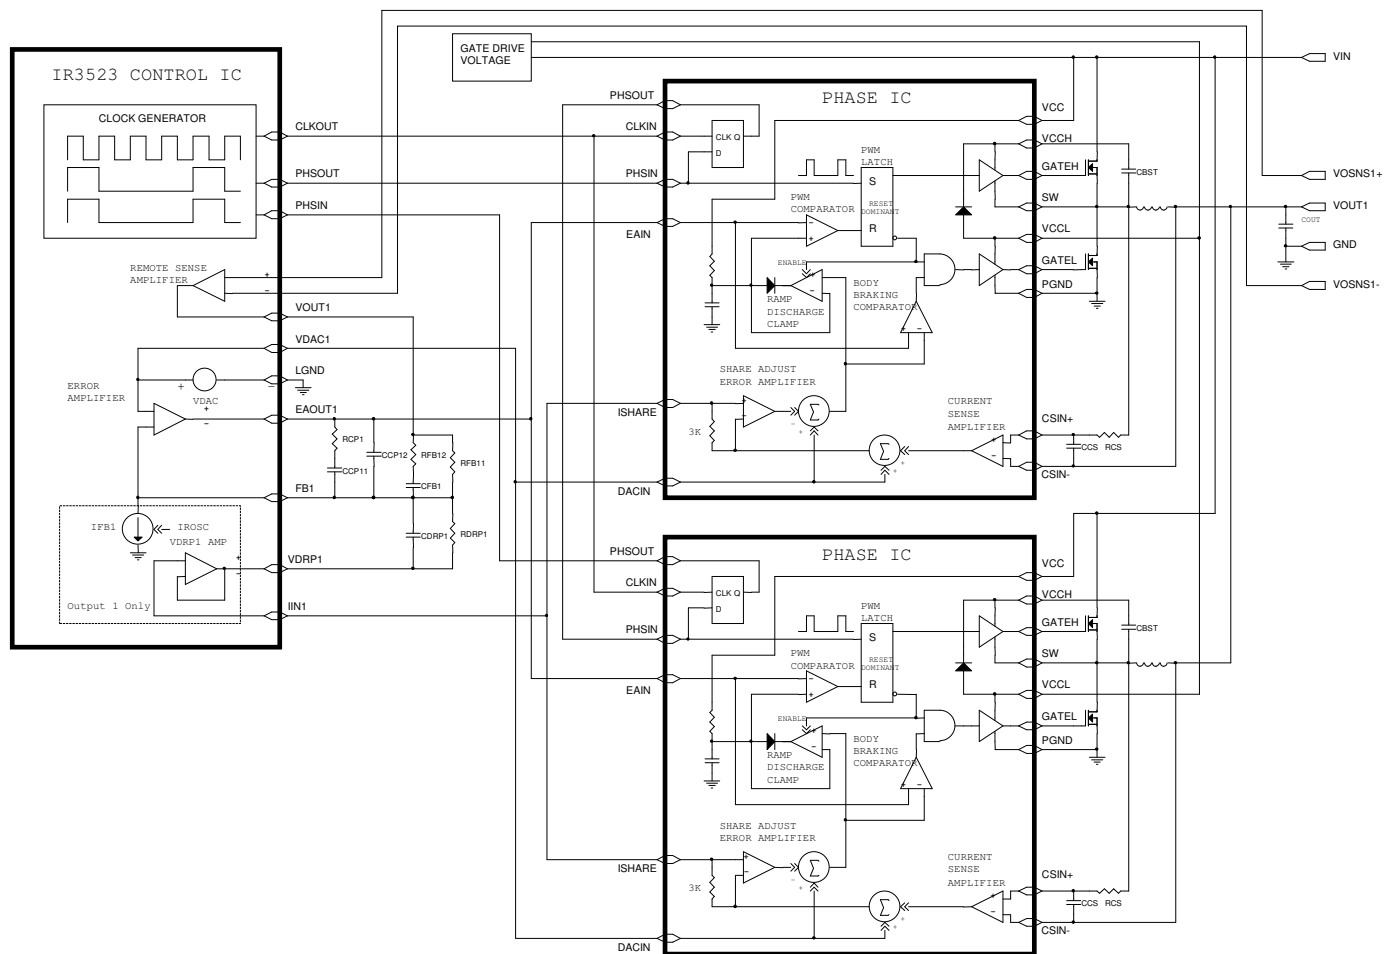 IR3523 CONTROL IC
CLOCK GENERATOR
CLKOUT
PHSOUT
PHSIN
REMOTE SENSE
AMPLIFIER
+
−
VOUT1
VDAC1
LGND
+
−
VDAC
ERROR
AMPLIFIER
+
−
EAOUT1
RCP1
CCP11
CCP12
RFB12
RFB11
CFB1
FB1
IFB1
IROSC
VDRP1 AMP
+
−
CDRP1
RDRP1
VDRP1
Output 1 Only
IIN1
GATE DRIVE
VOLTAGE
PHASE IC
PHSOUT
CLKIN
PHSIN
EAIN
ISHARE
DACIN
CLK Q
D
PWM
LATCH
S
RESET
DOMINANT
R
PWM
COMPARATOR
−
+
ENABLE
+
−
RAMP
DISCHARGE
CLAMP
BODY
BRAKING
COMPARATOR
+
−
SHARE ADJUST
ERROR AMPLIFIER
+
−
3K
Σ
−
+
Σ
+
+
CURRENT
SENSE
AMPLIFIER
+
−
VCC
VCCH
GATEH
SW
VCCL
GATEL
PGND
CSIN+
CSIN-
CBST
CCS
RCS
VIN
VOSNS1+
VOUT1
COUT
GND
VOSNS1-
PHASE IC
PHSOUT
CLKIN
PHSIN
EAIN
ISHARE
DACIN
CLK Q
D
PWM
LATCH
S
RESET
DOMINANT
R
PWM
COMPARATOR
−
+
ENABLE
+
−
RAMP
DISCHARGE
CLAMP
BODY
BRAKING
COMPARATOR
+
−
SHARE ADJUST
ERROR AMPLIFIER
+
−
3K
Σ
−
+
Σ
+
+
CURRENT
SENSE
AMPLIFIER
+
−
VCC
VCCH
GATEH
SW
VCCL
GATEL
PGND
CSIN+
CSIN-
CBST
CCS
RCS